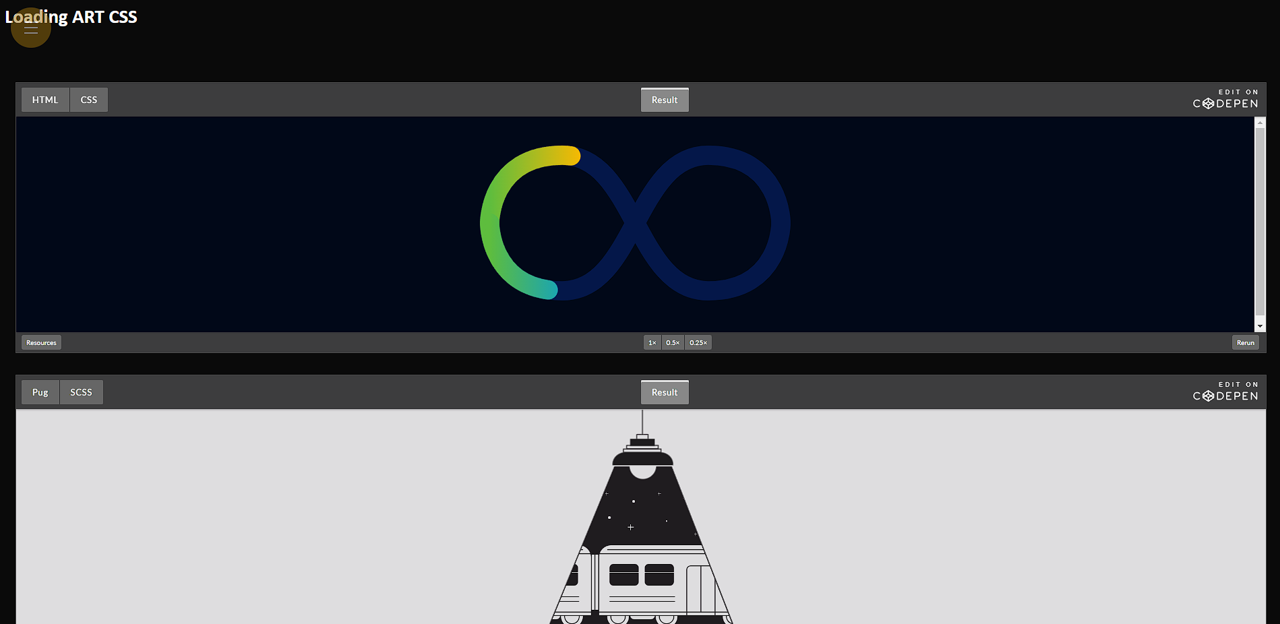 Loading ART CSS
HTML CSS Result EDIT ON
CODEPEN
Resources 1× 0.5× 0.25× Rerun
Pug SCSS Result EDIT ON
CODEPEN